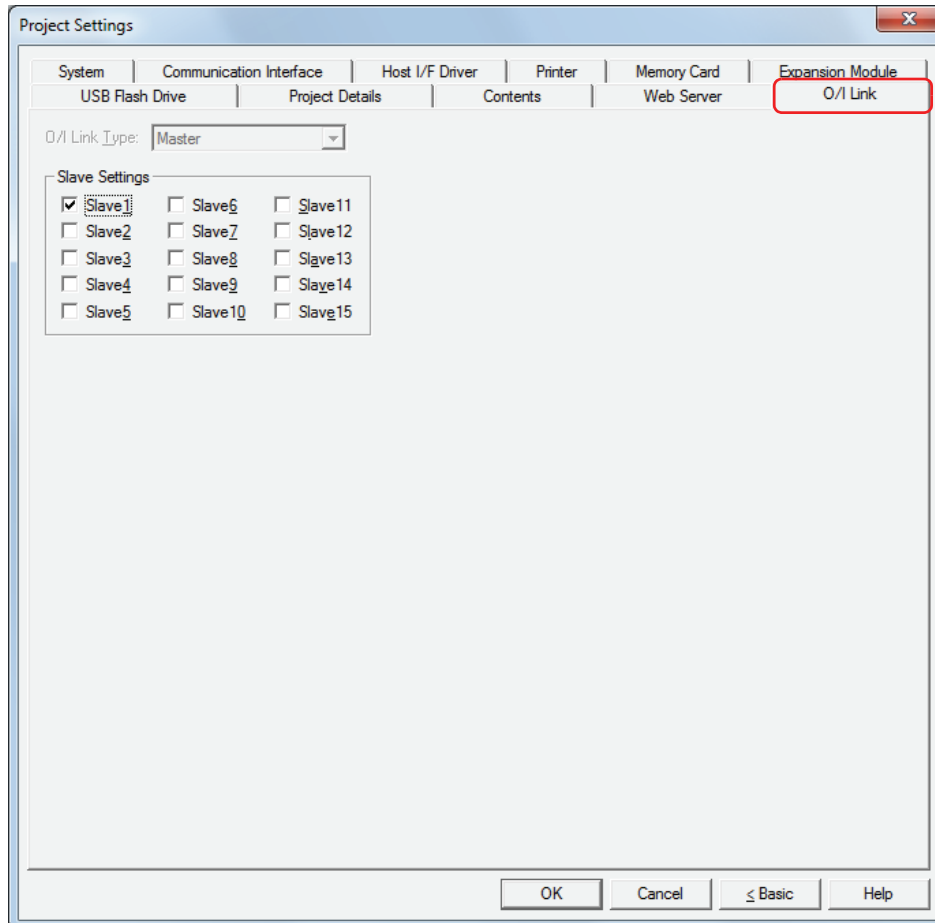 Project Settings
System Communication Interface Host I/F Driver Printer Memory Card Expansion Module
USB Flash Drive Project Details Contents Web Server O/I Link
O/I Link Type: Master
Slave Settings
Slave1 Slave6 Slave11
Slave2 Slave7 Slave12
Slave3 Slave8 Slave13
Slave4 Slave9 Slave14
Slave5 Slave10 Slave15
OK Cancel < Basic Help